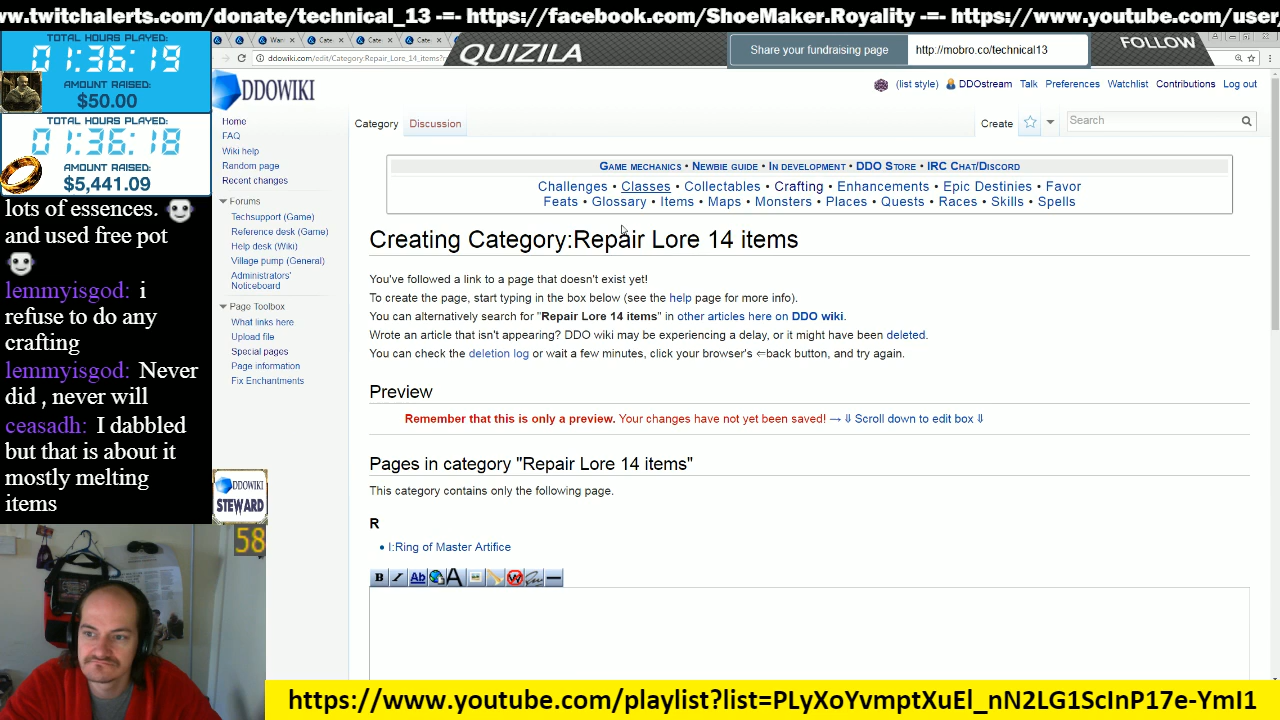 ww.twitchalerts.com/donate/technical_13 -=- https://facebook.com/ShoeMaker.Royality -=- https://www.youtube.com/user/
TOTAL HOURS PLAYED:
01:36:19
AMOUNT RAISED:
$50.00
TOTAL HOURS PLAYED:
01:36:18
AMOUNT RAISED:
$5,441.09
lots of essences.
and used free pot
lemmyisgod: i
refuse to do any
crafting
lemmyisgod: Never
did , never will
ceasadh: I dabbled
but that is about it
mostly melting
items
QUIZILA
Share your fundraising page
http://mobro.co/technical13
FOLLOW
ddowiki.com/edit/Category:Repair_Lore_14_items?
DDOWIKI
(list style) DDOstream Talk Preferences Watchlist Contributions Log out
Home
FAQ
Wiki help
Random page
Recent changes
Forums
Techsupport (Game)
Reference desk (Game)
Help desk (Wiki)
Village pump (General)
Administrators'
Noticeboard
Page Toolbox
What links here
Upload file
Special pages
Page information
Fix Enchantments
DDOWIKI
STEWARD
58
Category Discussion Create Search
Game mechanics • Newbie guide • In development • DDO Store • IRC Chat/Discord
Challenges • Classes • Collectables • Crafting • Enhancements • Epic Destinies • Favor
Feats • Glossary • Items • Maps • Monsters • Places • Quests • Races • Skills • Spells
Creating Category:Repair Lore 14 items
You've followed a link to a page that doesn't exist yet!
To create the page, start typing in the box below (see the help page for more info).
You can alternatively search for "Repair Lore 14 items" in other articles here on DDO wiki.
Wrote an article that isn't appearing? DDO wiki may be experiencing a delay, or it might have been deleted.
You can check the deletion log or wait a few minutes, click your browser's ⇐back button, and try again.
Preview
Remember that this is only a preview. Your changes have not yet been saved! → ⇓ Scroll down to edit box ⇓
Pages in category "Repair Lore 14 items"
This category contains only the following page.
R
• I:Ring of Master Artifice
B I Ab A W
https://www.youtube.com/playlist?list=PLyXoYvmptXuEl_nN2LG1ScInP17e-YmI1